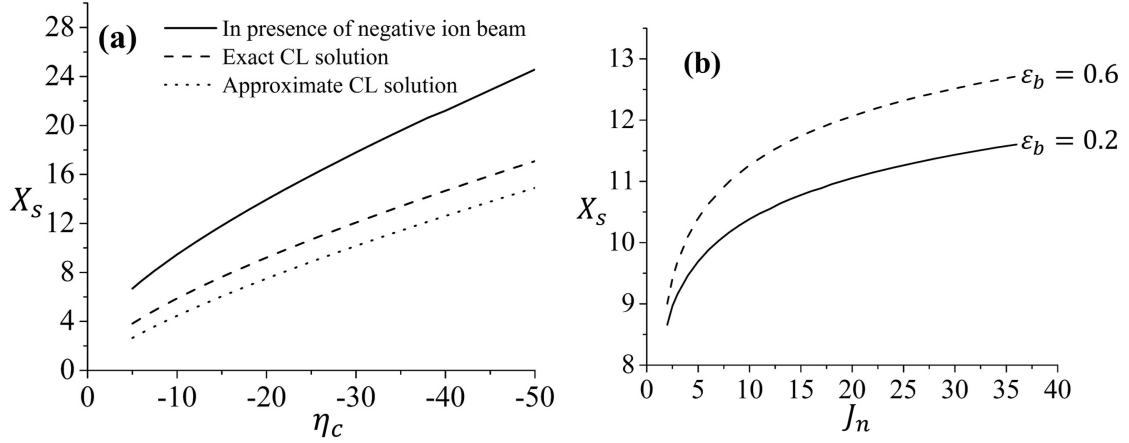 (a)
In presence of negative ion beam
Exact CL solution
Approximate CL solution
28
24
20
16
12
8
4
0
X_s
0 -10 -20 -30 -40 -50
η_c
(b)
13
12
11
10
9
8
X_s
ε_b = 0.6
ε_b = 0.2
0 5 10 15 20 25 30 35 40
J_n